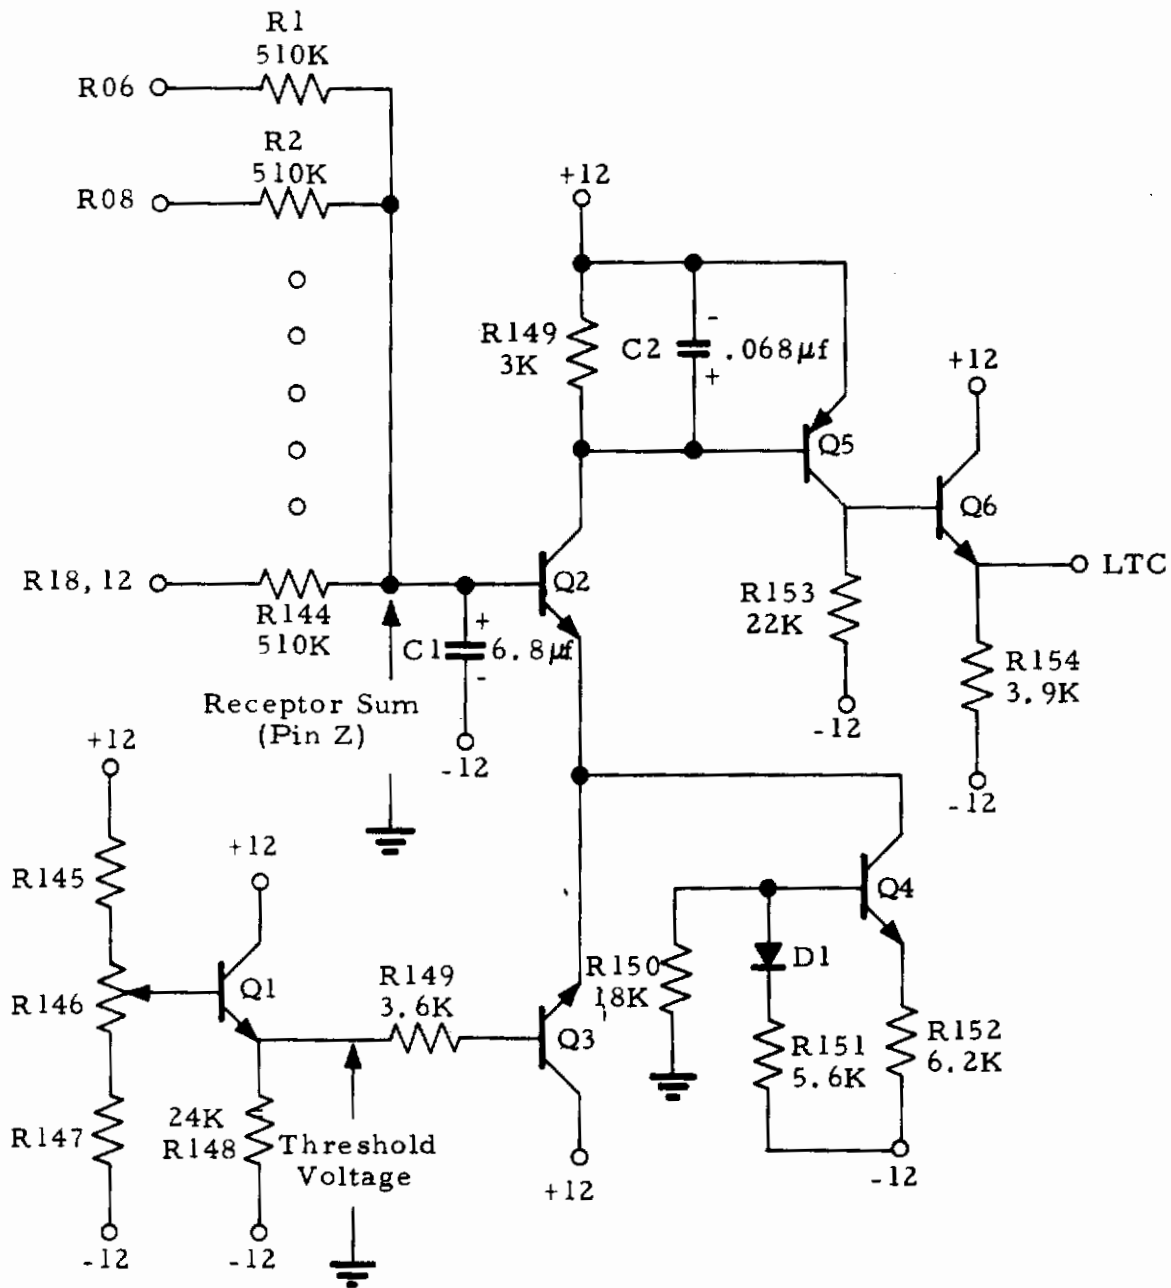 R1
510K
R06
R2
510K
R08
+12
R149
3K
C2
-
+
.068μf
Q5
+12
Q6
LTC
R18,12
R144
510K
Q2
R153
22K
-12
R154
3.9K
-12
C1
+
-
6.8μf
-12
Receptor Sum
(Pin Z)
+12
R145
R146
R147
-12
+12
Q1
24K
R148
-12
R149
3.6K
Threshold
Voltage
Q3
+12
R150
18K
D1
R151
5.6K
Q4
R152
6.2K
-12